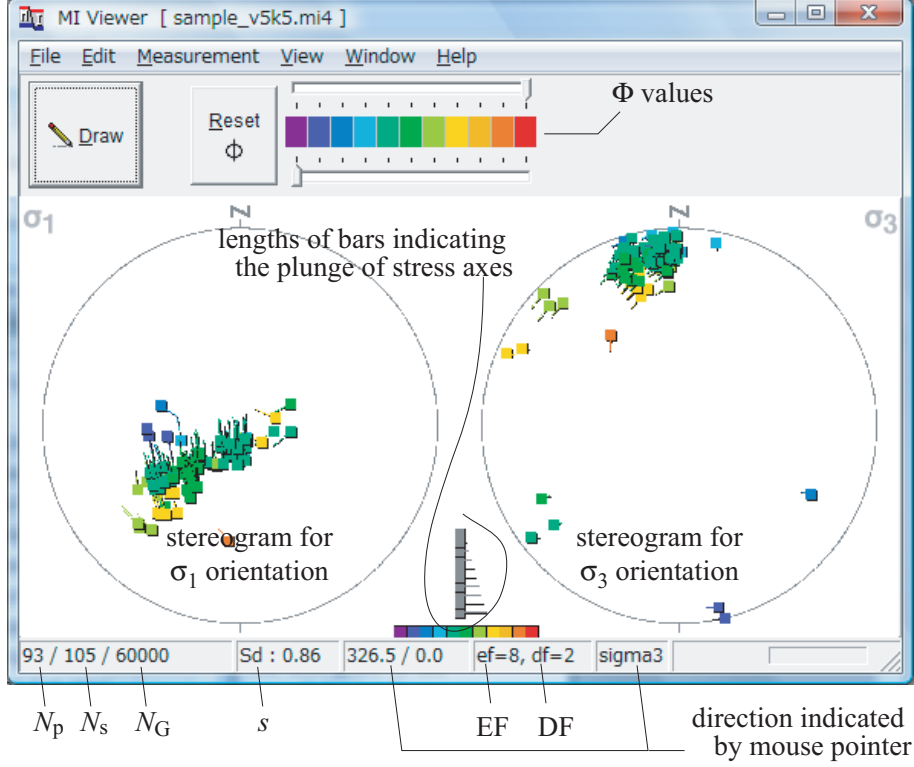 MI Viewer [ sample_v5k5.mi4 ]
File Edit Measurement View Window Help
Draw
Reset
Φ
Φ values
σ1
N
N
σ3
lengths of bars indicating
the plunge of stress axes
stereogram for
σ1 orientation
stereogram for
σ3 orientation
93 / 105 / 60000 Sd : 0.86 326.5 / 0.0 ef=8, df=2 sigma3
Np Ns NG s EF DF
direction indicated
by mouse pointer